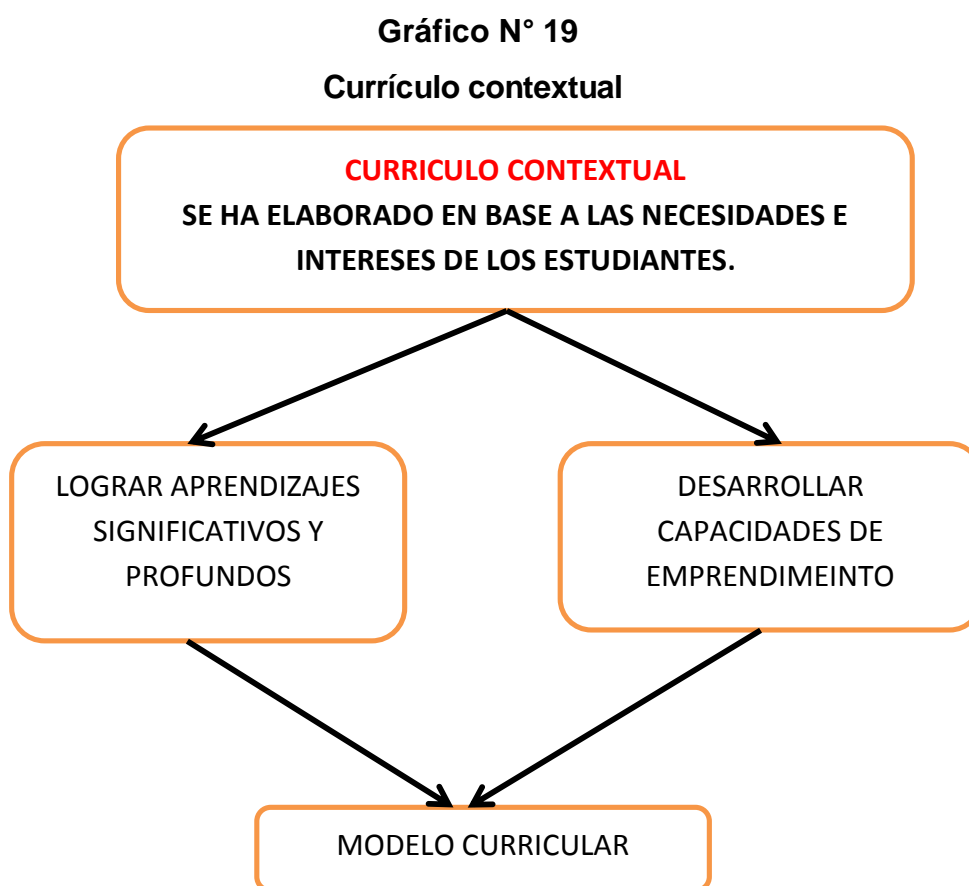 Gráfico N° 19
Currículo contextual
CURRICULO CONTEXTUAL
SE HA ELABORADO EN BASE A LAS NECESIDADES E
INTERESES DE LOS ESTUDIANTES.
LOGRAR APRENDIZAJES
SIGNIFICATIVOS Y
PROFUNDOS
DESARROLLAR
CAPACIDADES DE
EMPRENDIMEINTO
MODELO CURRICULAR